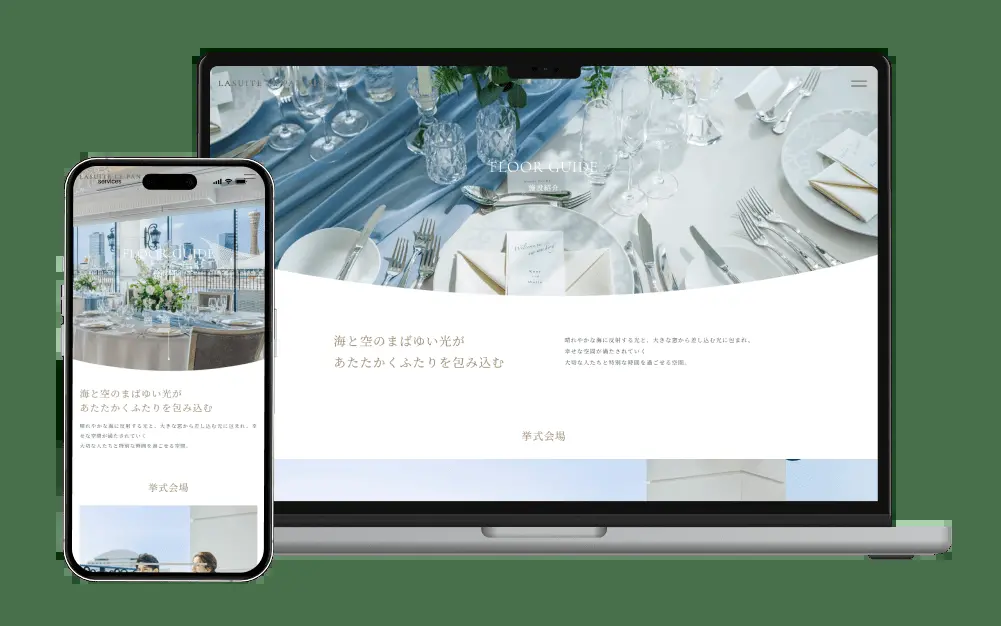 LASUITE
FLOOR GUIDE
施設紹介
Welcome to
our wedding
海と空のまばゆい光が
あたたかくふたりを包み込む
晴れやかな海に反射する光と、大きな窓から差し込む光に包まれ、
幸せな空間が満たされていく
大切な人たちと特別な時間を過ごせる空間。
挙式会場
LASUITE LE PAN
services
FLOOR GUIDE
海と空のまばゆい光が
あたたかくふたりを包み込む
晴れやかな海に反射する光と、大きな窓から差し込む光に包まれ、幸
せな空間が満たされていく
大切な人たちと特別な時間を過ごせる空間。
挙式会場